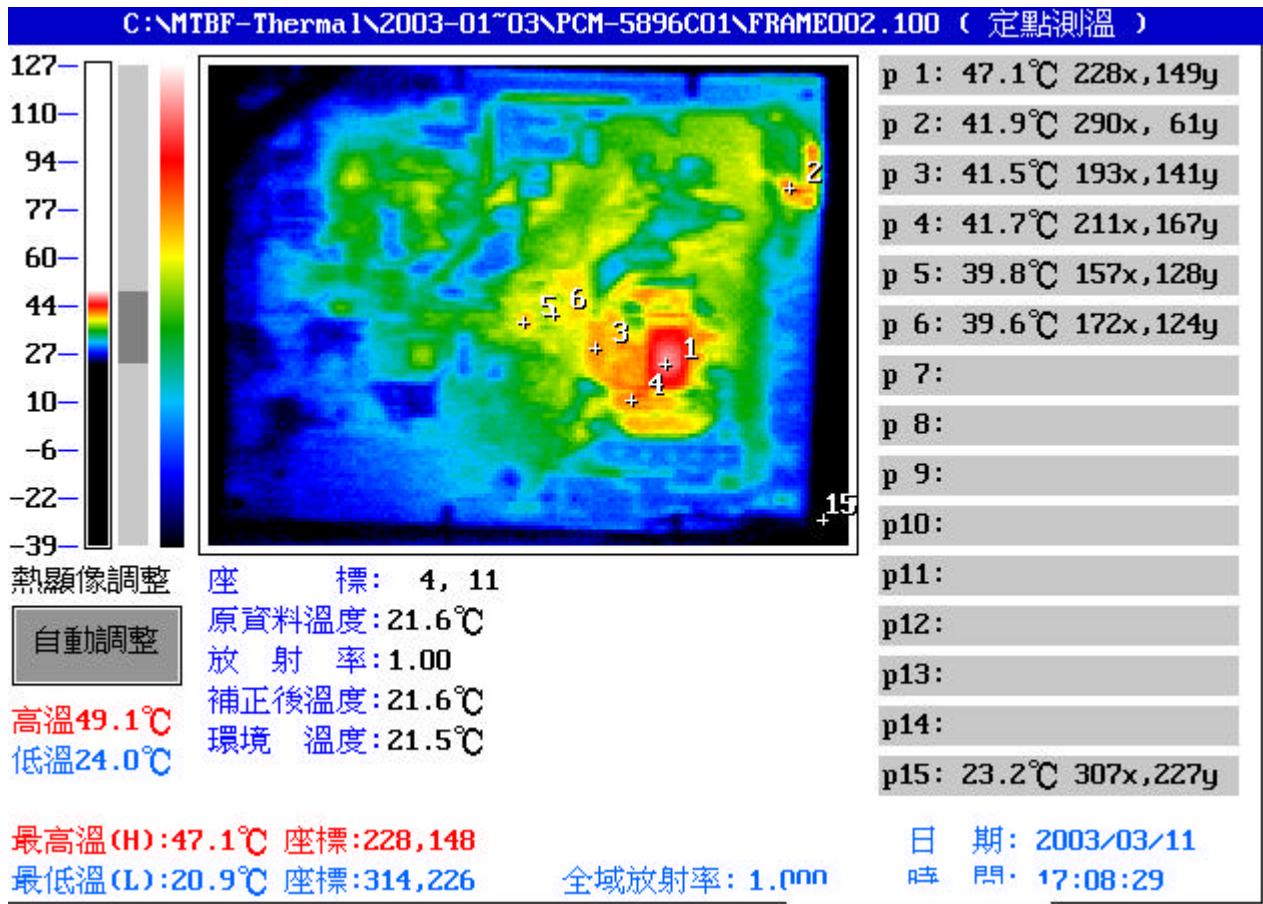 C:\MTBF-Thermal\2003-01~03\PCM-5896C01\FRAME002.100 ( 定點測溫 )
127
110
94
77
60
44
27
10
-6
-22
-39
2
5
6
3
1
4
15
p 1: 47.1℃ 228x,149y
p 2: 41.9℃ 290x, 61y
p 3: 41.5℃ 193x,141y
p 4: 41.7℃ 211x,167y
p 5: 39.8℃ 157x,128y
p 6: 39.6℃ 172x,124y
p 7:
p 8:
p 9:
p10:
p11:
p12:
p13:
p14:
p15: 23.2℃ 307x,227y
熱顯像調整
自動調整
高溫49.1℃
低溫24.0℃
座 標: 4, 11
原資料溫度:21.6℃
放 射 率:1.00
補正後溫度:21.6℃
環境 溫度:21.5℃
最高溫(H):47.1℃ 座標:228,148
最低溫(L):20.9℃ 座標:314,226
全域放射率: 1.000
日 期: 2003/03/11
時 間: 17:08:29